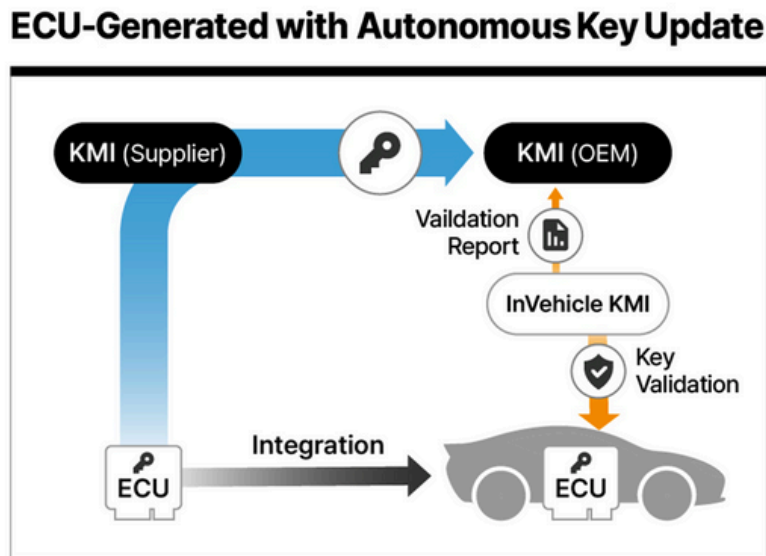 ECU-Generated with Autonomous Key Update
KMI (Supplier)
KMI (OEM)
Vaildation
Report
InVehicle KMI
Key
Validation
Integration
ECU
ECU